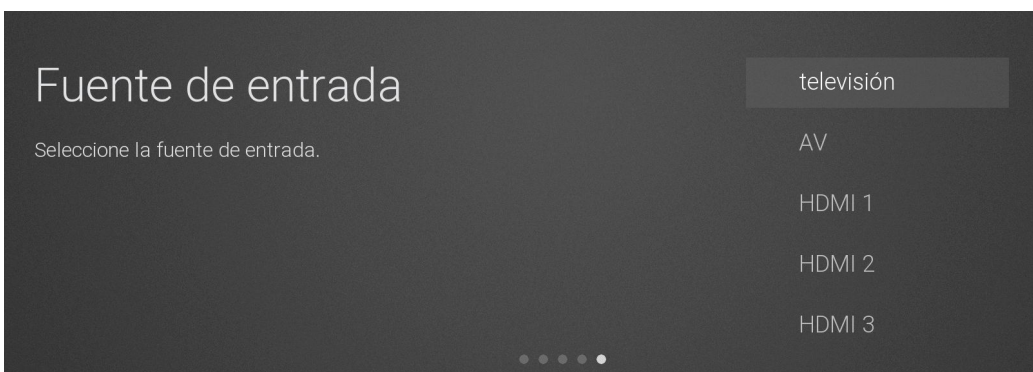 Fuente de entrada
Seleccione la fuente de entrada.
televisión
AV
HDMI 1
HDMI 2
HDMI 3